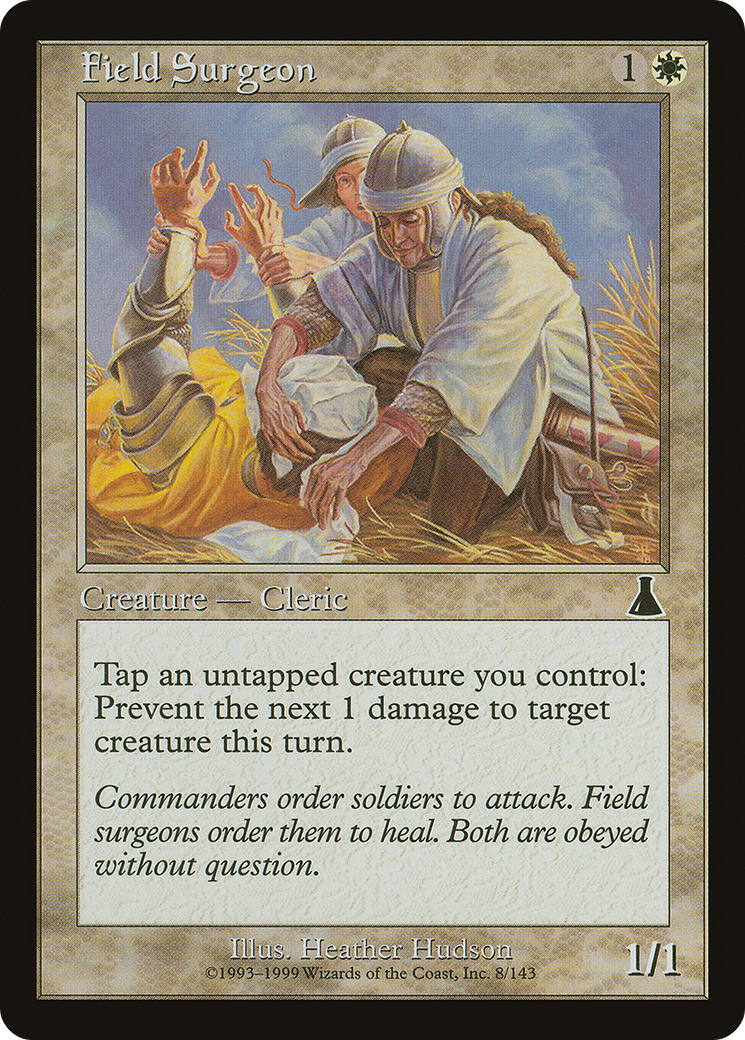 Field Surgeon 1
Creature — Cleric
Tap an untapped creature you control:
Prevent the next 1 damage to target
creature this turn.
Commanders order soldiers to attack. Field
surgeons order them to heal. Both are obeyed
without question.
Illus. Heather Hudson
©1993–1999 Wizards of the Coast, Inc. 8/143
1/1